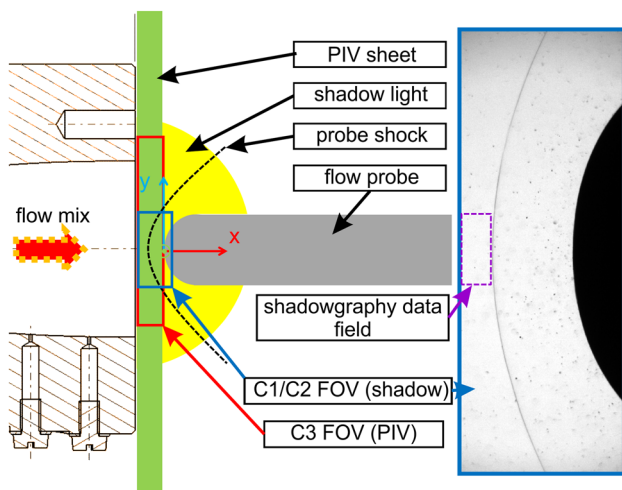 PIV sheet
shadow light
probe shock
flow probe
y
flow mix
x
shadowgraphy data
field
C1/C2 FOV (shadow)
C3 FOV (PIV)